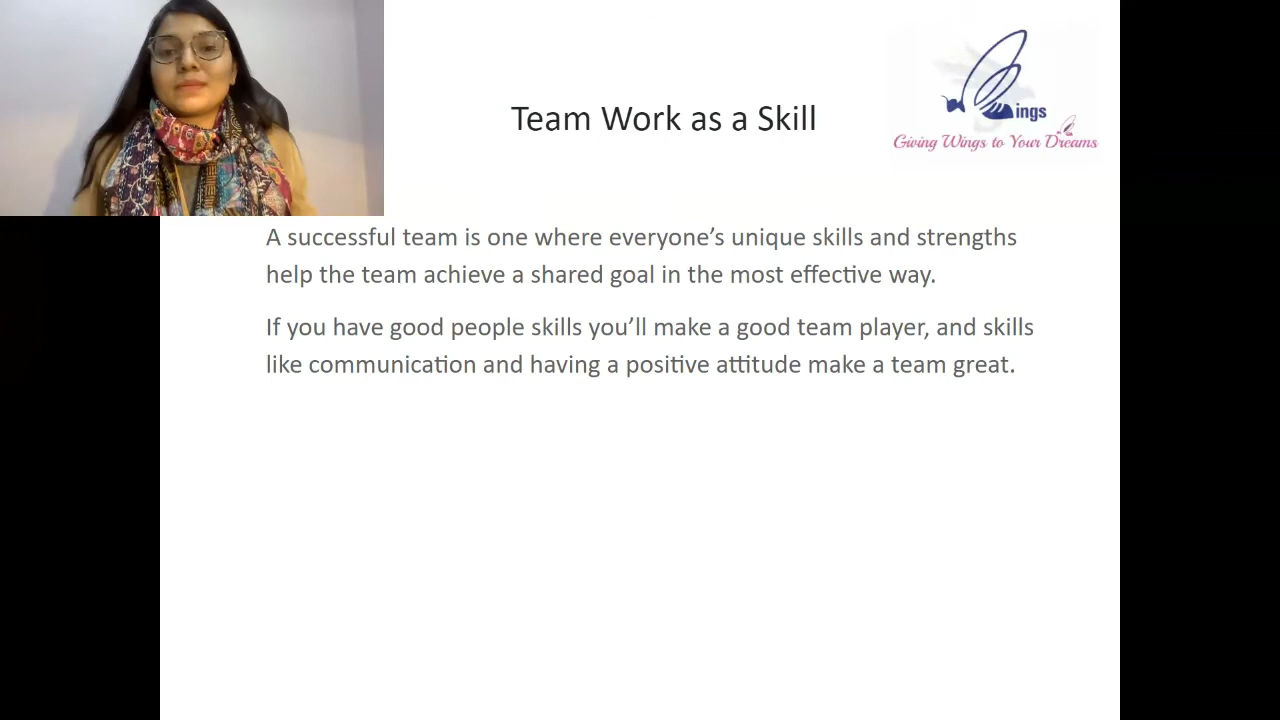 Team Work as a Skill
ings
Giving Wings to Your Dreams
A successful team is one where everyone’s unique skills and strengths
help the team achieve a shared goal in the most effective way.
If you have good people skills you’ll make a good team player, and skills
like communication and having a positive attitude make a team great.